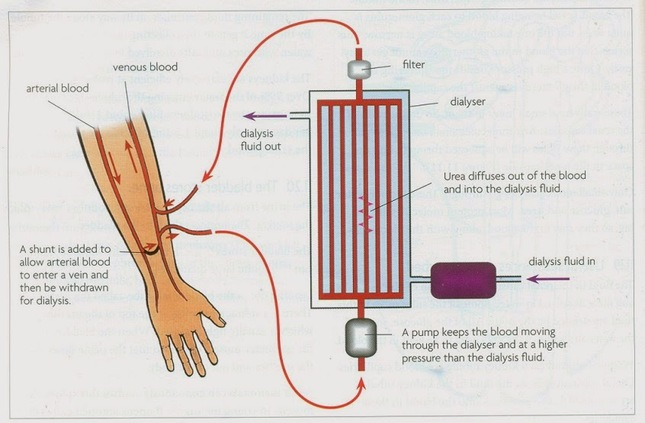 venous blood
arterial blood
filter
dialyser
dialysis
fluid out
Urea diffuses out of the blood
and into the dialysis fluid.
A shunt is added to
allow arterial blood
to enter a vein and
then be withdrawn
for dialysis.
dialysis fluid in
A pump keeps the blood moving
through the dialyser and at a higher
pressure than the dialysis fluid.